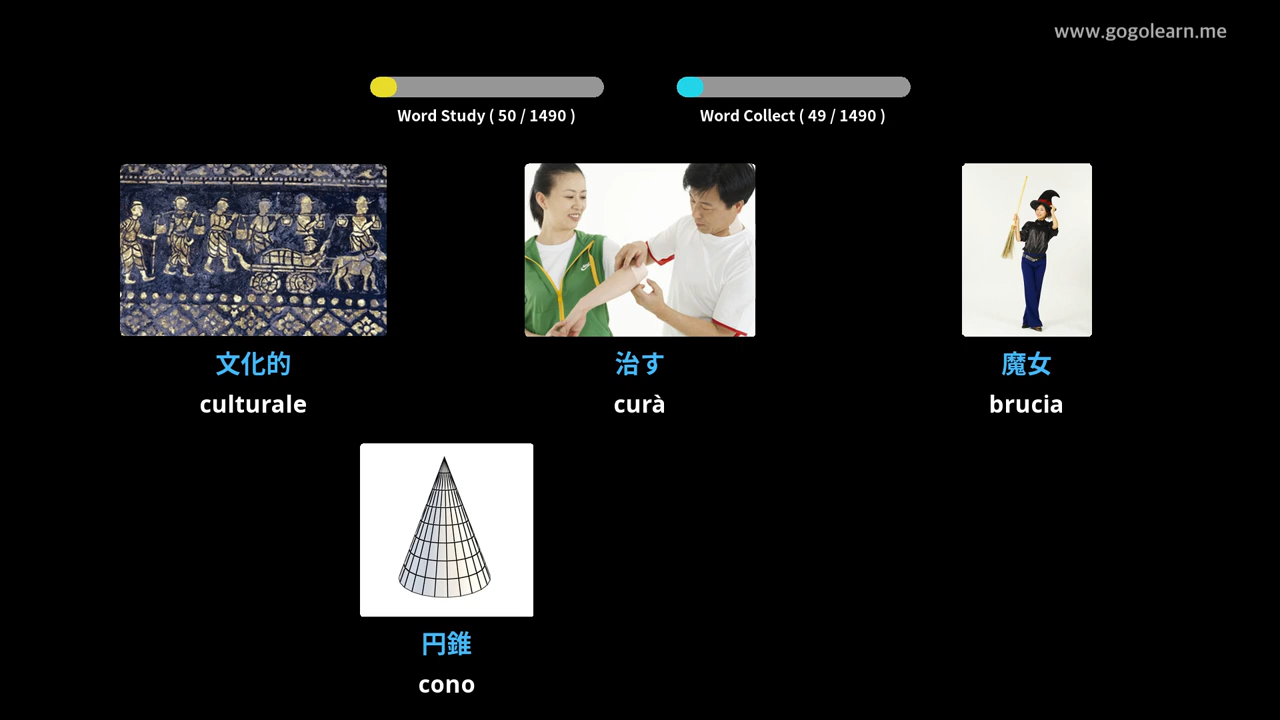 www.gogolearn.me
Word Study ( 50 / 1490 )
Word Collect ( 49 / 1490 )
文化的
culturale
治す
curà
魔女
brucia
円錐
cono